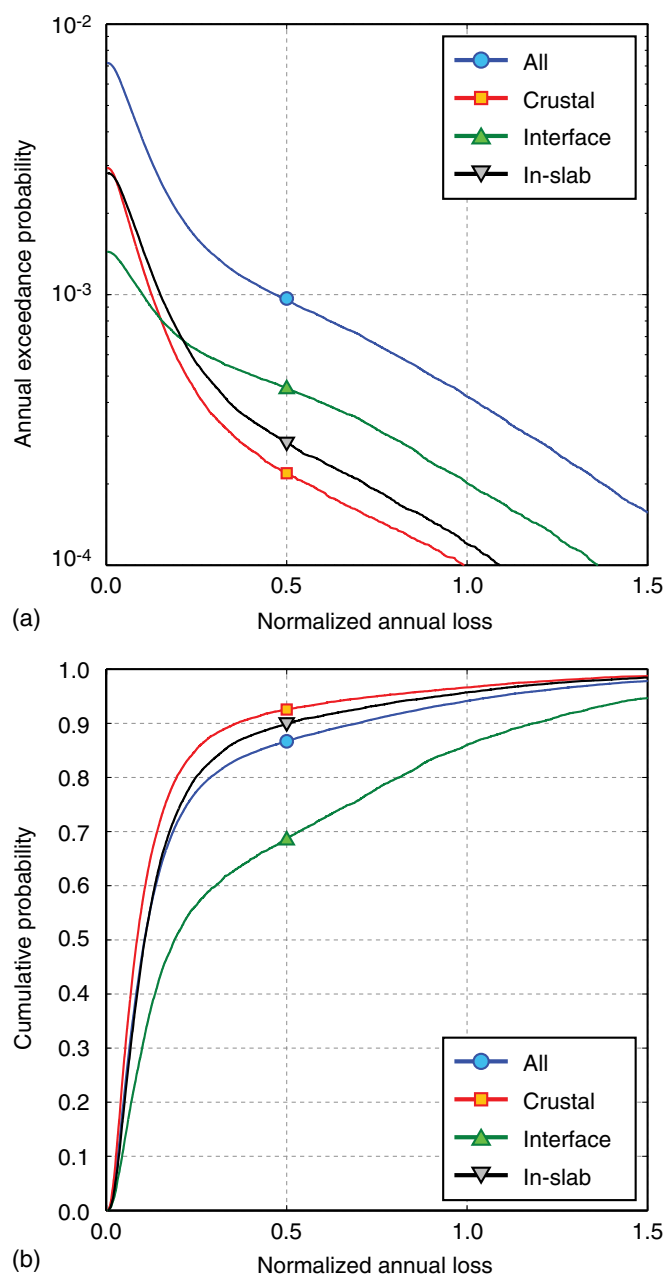 10⁻²
All
Crustal
Interface
In-slab
Annual exceedance probability
10⁻³
10⁻⁴
0.0 0.5 1.0 1.5
(a) Normalized annual loss
1.0
0.9
0.8
0.7
0.6
0.5
0.4
0.3
0.2
0.1
0.0
Cumulative probability
All
Crustal
Interface
In-slab
0.0 0.5 1.0 1.5
(b) Normalized annual loss